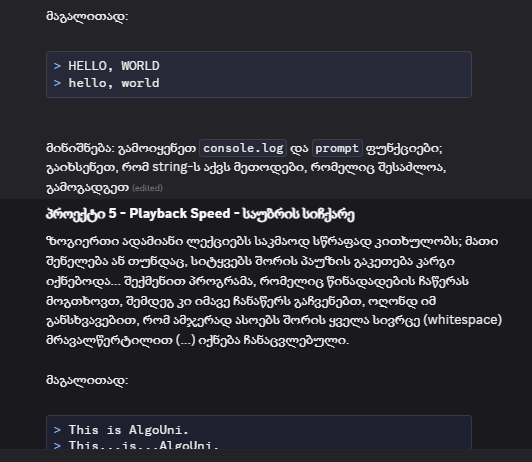 მაგალითად:
> HELLO, WORLD
> hello, world
მინიშნება: გამოიყენეთ console.log და prompt ფუნქციები;
გაიხსენეთ, რომ string-ს აქვს მეთოდები, რომელიც შესაძლოა,
გამოგადგეთ (edited)
პროექტი 5 - Playback Speed - საუბრის სიჩქარე
ზოგიერთი ადამიანი ლექციებს საკმაოდ სწრაფად კითხულობს; მათი
შენელება ან თუნდაც, სიტყვებს შორის პაუზის გაკეთება კარგი
იქნებოდა... შექმენით პროგრამა, რომელიც წინადადების ჩაწერას
მოგთხოვთ, შემდეგ კი იმავე ჩანაწერს გაჩვენებთ, ოღონდ იმ
განსხვავებით, რომ ამჯერად ასოებს შორის ყველა სივრცე (whitespace)
მრავალწერტილით (...) იქნება ჩანაცვლებული.
მაგალითად:
> This is AlgoUni.
> This...is...AlgoUni.